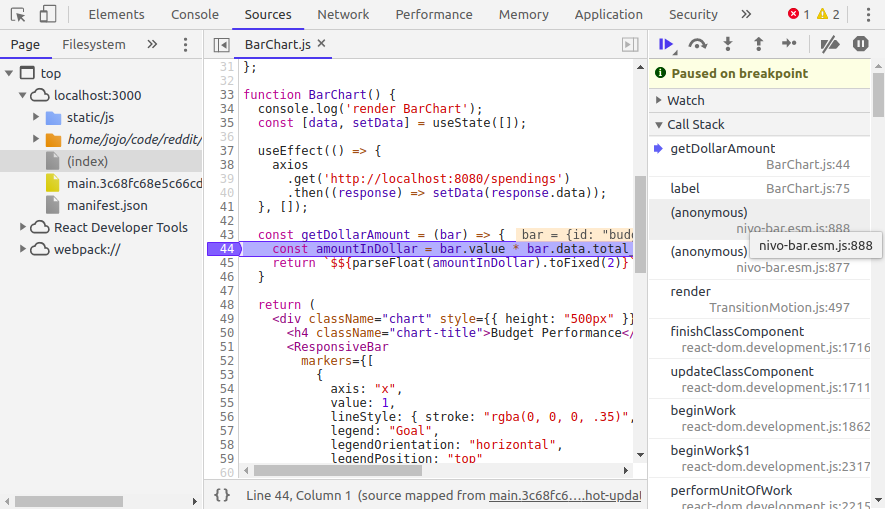 Elements Console Sources Network Performance Memory Application Security » 1 2
Page Filesystem »
top
localhost:3000
static/js
home/jojo/code/reddit/
(index)
main.3c68fc68e5c66cd
manifest.json
React Developer Tools
webpack://
BarChart.js ×
31 };
32
33 function BarChart() {
34 console.log('render BarChart');
35 const [data, setData] = useState([]);
36
37 useEffect(() => {
38 axios
39 .get('http://localhost:8080/spendings')
40 .then((response) => setData(response.data));
41 }, []);
42
43 const getDollarAmount = (bar) => { bar = {id: "bud
44 const amountInDollar = bar.value * bar.data.total
45 return `$${parseFloat(amountInDollar).toFixed(2)}`
46 }
47
48 return (
49 <div className="chart" style={{ height: "500px" }}
50 <h4 className="chart-title">Budget Performance</
51 <ResponsiveBar
52 markers={[
53 {
54 axis: "x",
55 value: 1,
56 lineStyle: { stroke: "rgba(0, 0, 0, .35)",
57 legend: "Goal",
58 legendOrientation: "horizontal",
59 legendPosition: "top"
60
{} Line 44, Column 1 (source mapped from main.3c68fc6....hot-updat
Paused on breakpoint
Watch
Call Stack
getDollarAmount
BarChart.js:44
label BarChart.js:75
(anonymous)
nivo-bar.esm.js:888
nivo-bar.esm.js:888
(anonymous)
nivo-bar.esm.js:877
render
TransitionMotion.js:497
finishClassComponent
react-dom.development.js:1716
updateClassComponent
react-dom.development.js:1711
beginWork
react-dom.development.js:1862
beginWork$1
react-dom.development.js:2317
performUnitOfWork
react-dom.development.js:2215